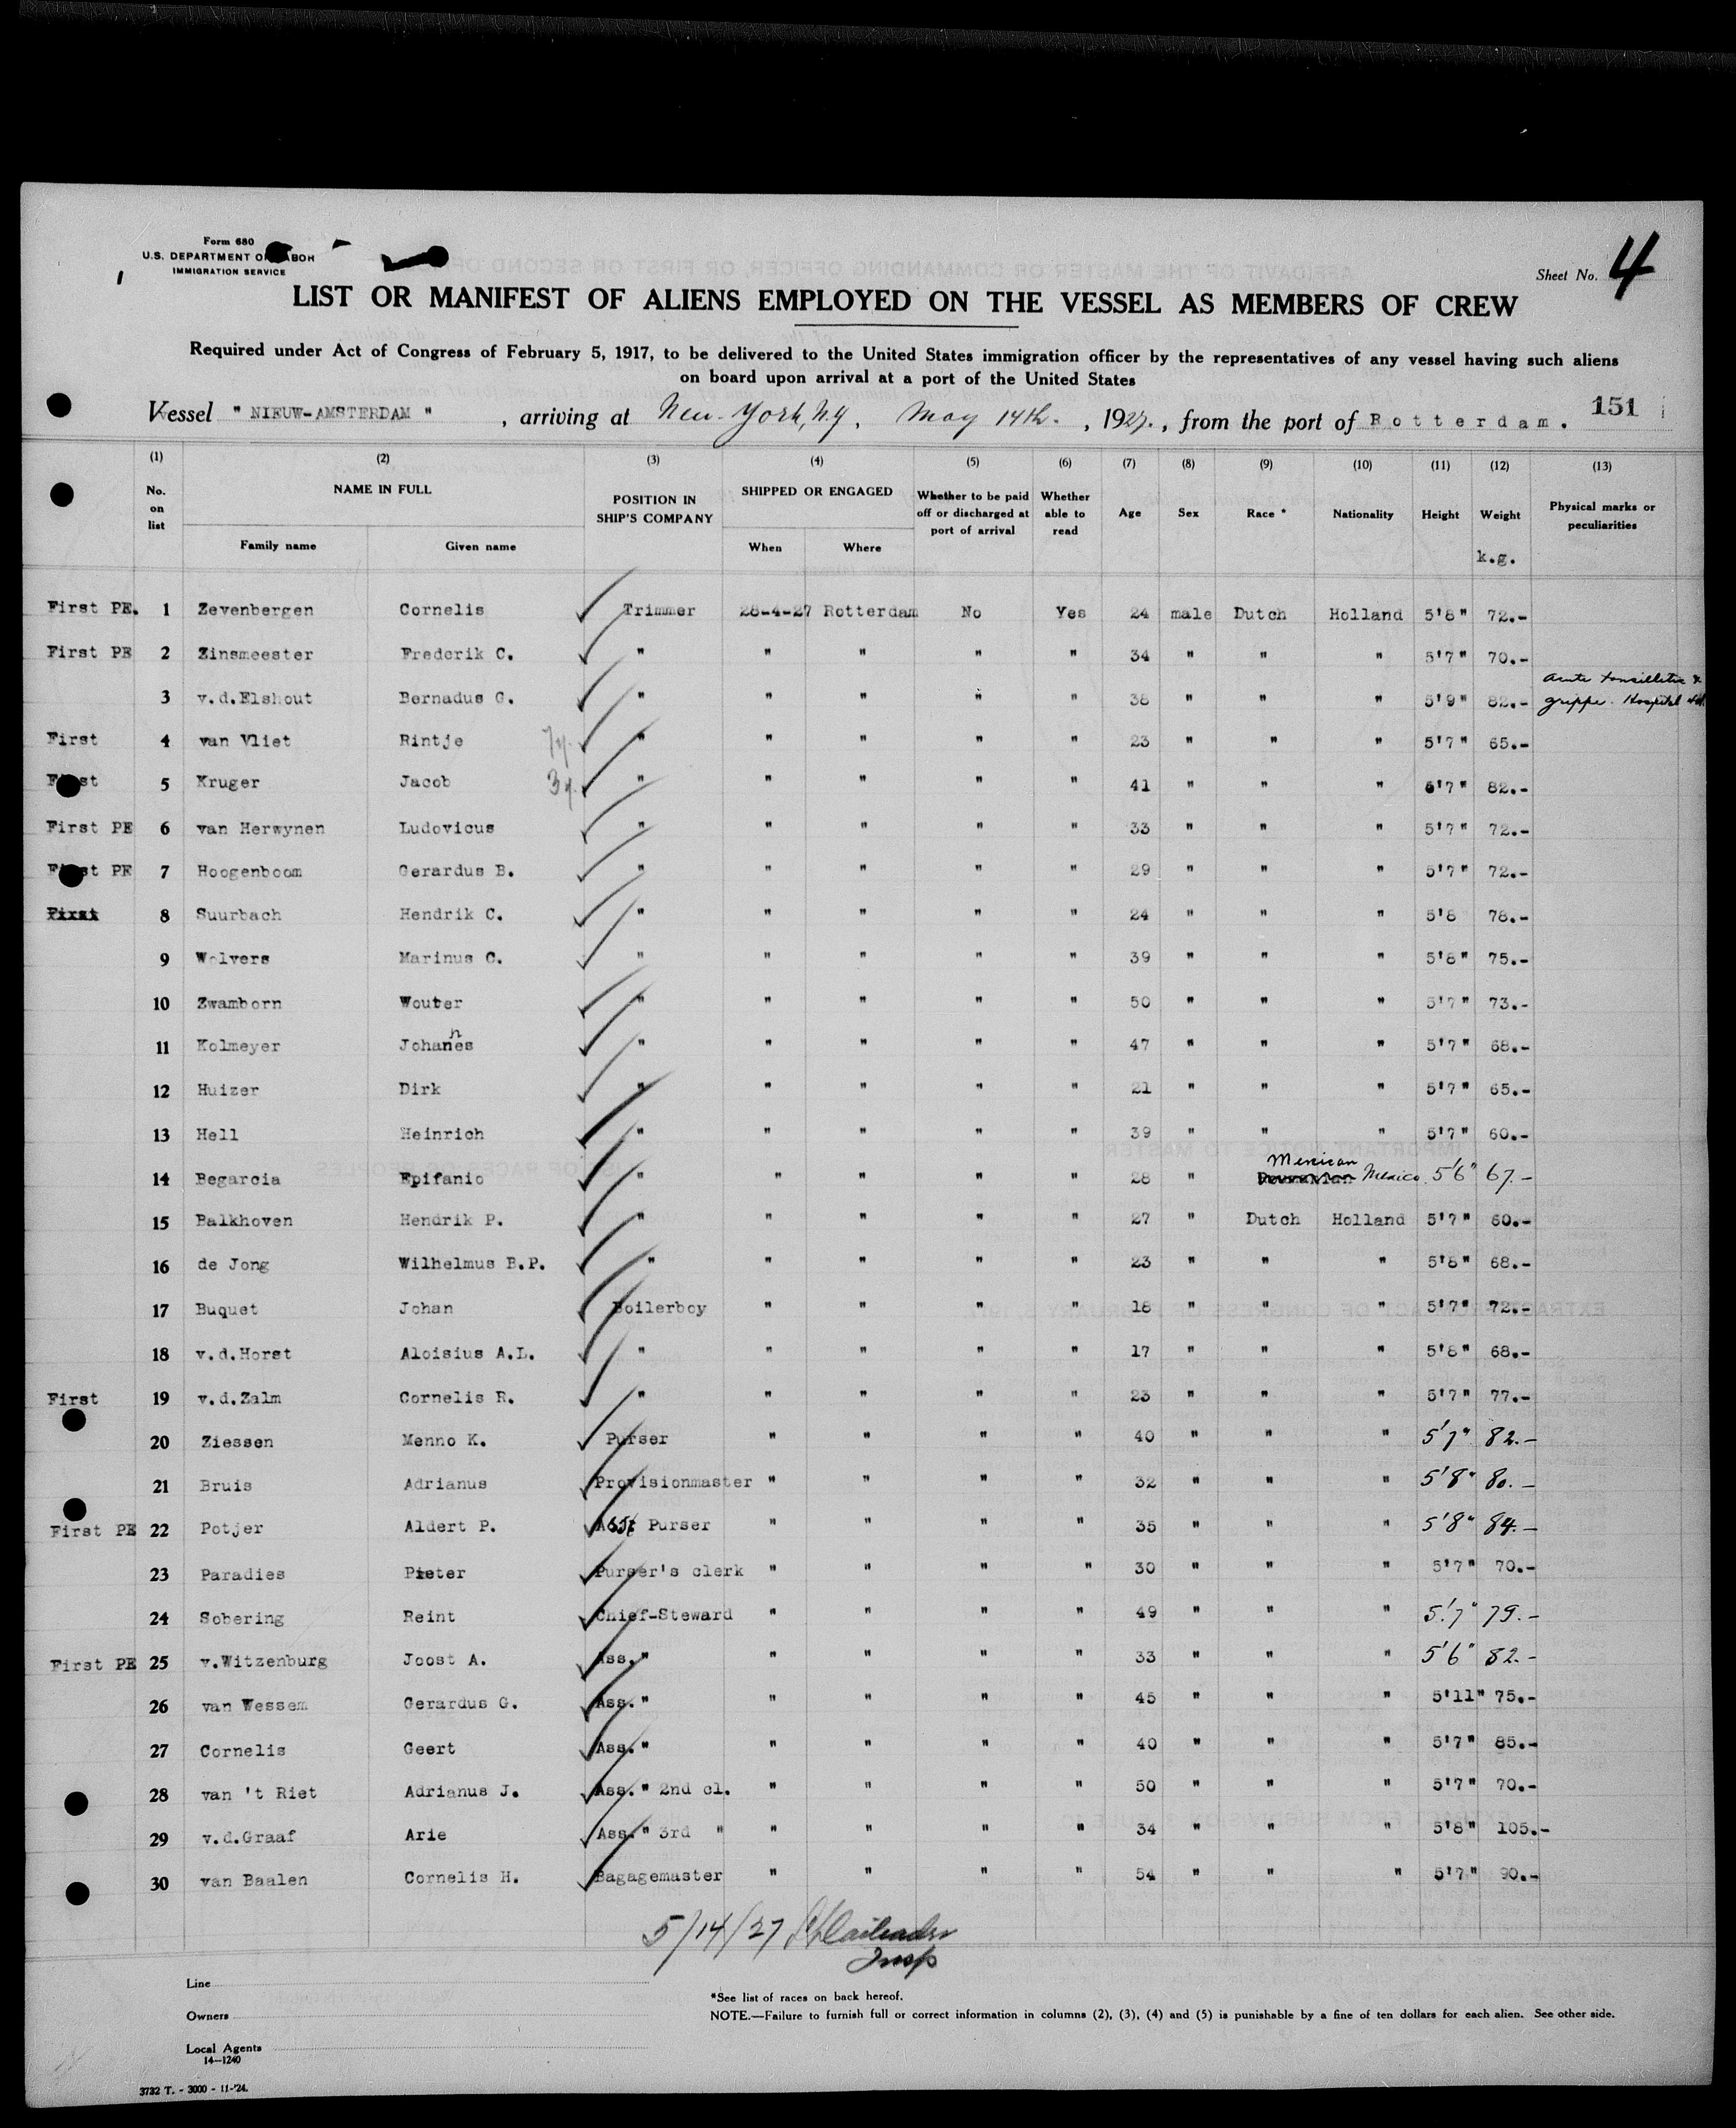 Form 680
U.S. DEPARTMENT OF LABOR
IMMIGRATION SERVICE
Sheet No. 4
LIST OR MANIFEST OF ALIENS EMPLOYED ON THE VESSEL AS MEMBERS OF CREW
Required under Act of Congress of February 5, 1917, to be delivered to the United States immigration officer by the representatives of any vessel having such aliens
on board upon arrival at a port of the United States
Vessel " NIEUW-AMSTERDAM ", arriving at New-York, N.Y, May 14th., 1927., from the port of Rotterdam. 151
(1) (2) (3) (4) (5) (6) (7) (8) (9) (10) (11) (12) (13)
No. on list NAME IN FULL Family name Given name POSITION IN SHIP'S COMPANY SHIPPED OR ENGAGED When Where Whether to be paid off or discharged at port of arrival Whether able to read Age Sex Race * Nationality Height Weight k.g. Physical marks or peculiarities
First PE. 1 Zevenbergen Cornelis Trimmer 28-4-27 Rotterdam No Yes 24 male Dutch Holland 5'8" 72.-
First PE 2 Zinsmeester Frederik C. " " " " " 34 " " " 5'7" 70.-
3 v.d.Elshout Bernadus G. " " " " " 38 " " " 5'9" 82.- acute tonsilletis & grippe. Hospital
First 4 van Vliet Rintje 7y. " " " " " 23 " " " 5'7" 65.-
First 5 Kruger Jacob 3y. " " " " " 41 " " " 5'7" 82.-
First PE 6 van Herwynen Ludovicus " " " " " 33 " " " 5'7" 72.-
First PE 7 Hoogenboom Gerardus B. " " " " " 29 " " " 5'7" 72.-
First 8 Suurbach Hendrik C. " " " " " 24 " " " 5'8 78.-
9 Wolvers Marinus C. " " " " " 39 " " " 5'8" 75.-
10 Zwamborn Wouter " " " " " 50 " " " 5'7" 73.-
11 Kolmeyer Johannes " " " " " 47 " " " 5'7" 68.-
12 Huizer Dirk " " " " " 21 " " " 5'7" 65.-
13 Hell Heinrich " " " " " 39 " " " 5'7" 60.-
14 Begarcia Epifanio " " " " " 28 " Mexican Mexico. 5'6" 67.-
15 Balkhoven Hendrik P. " " " " " 27 " Dutch Holland 5'7" 60.-
16 de Jong Wilhelmus B.P. " " " " " 23 " " " 5'8" 68.-
17 Buquet Johan Boilerboy " " " " 18 " " " 5'7" 72.-
18 v.d.Horst Aloisius A.L. " " " " " 17 " " " 5'8" 68.-
First 19 v.d.Zalm Cornelis R. " " " " " 23 " " " 5'7" 77.-
20 Ziessen Menno K. Purser " " " " 40 " " " 5'7" 82.-
21 Bruis Adrianus Provisionmaster " " " " 32 " " " 5'8" 80.-
First PE 22 Potjer Aldert P. Asst Purser " " " " 35 " " " 5'8" 84.-
23 Paradies Pieter Purser's clerk " " " " 30 " " " 5'7" 70.-
24 Sobering Reint Chief-Steward " " " " 49 " " " 5'7" 79.-
First PE 25 v.Witzenburg Joost A. Ass. " " " " " 33 " " " 5'6" 82.-
26 van Wessem Gerardus G. Ass. " " " " " 45 " " " 5'11" 75.-
27 Cornelis Geert Ass. " " " " " 40 " " " 5'7" 85.-
28 van 't Riet Adrianus J. Ass. " 2nd cl. " " " " 50 " " " 5'7" 70.-
29 v.d.Graaf Arie Ass. " 3rd " " " " " 34 " " " 5'8" 105.-
30 van Baalen Cornelis H. Bagagemaster " " " " 54 " " " 5'7" 90.-
5/14/27
Insp
Line
*See list of races on back hereof.
Owners
NOTE.—Failure to furnish full or correct information in columns (2), (3), (4) and (5) is punishable by a fine of ten dollars for each alien. See other side.
Local Agents
14—1240
3732 T. - 3000 - 11-'24.